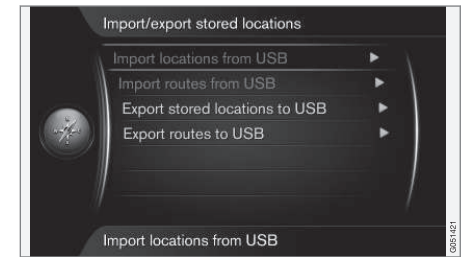 Import/export stored locations
Import locations from USB
Import routes from USB
Export stored locations to USB
Export routes to USB
Import locations from USB
G051421